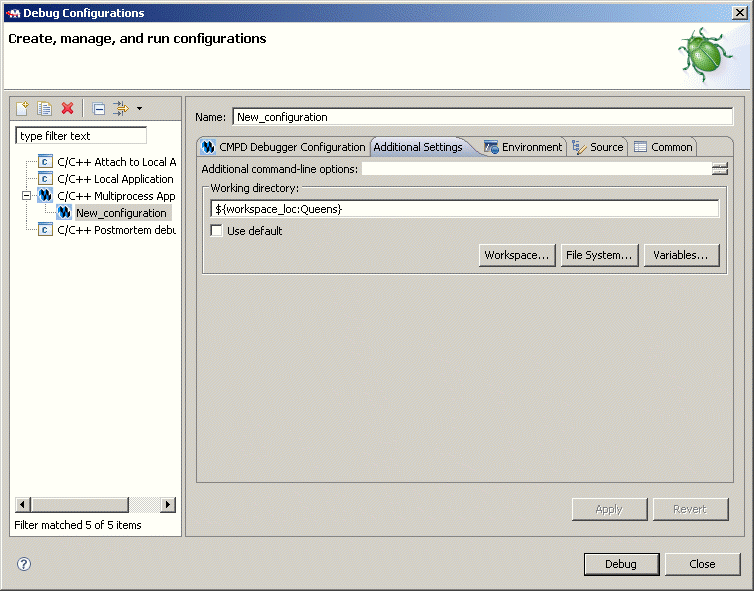 Debug Configurations
Create, manage, and run configurations
type filter text
C/C++ Attach to Local A
C/C++ Local Application
C/C++ Multiprocess App
New_configuration
C/C++ Postmortem debu
Filter matched 5 of 5 items
Name: New_configuration
CMPD Debugger Configuration Additional Settings Environment Source Common
Additional command-line options:
Working directory:
${workspace_loc:Queens}
Use default
Workspace... File System... Variables...
Apply Revert
Debug Close